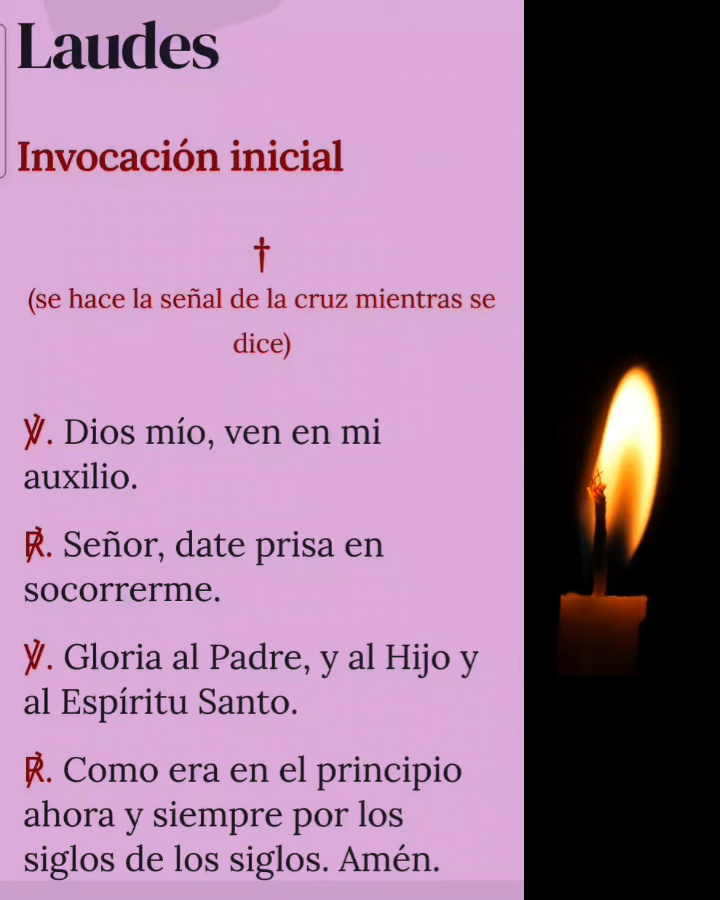 Laudes
Invocación inicial
†
(se hace la señal de la cruz mientras se
dice)
℣. Dios mío, ven en mi
auxilio.
℟. Señor, date prisa en
socorrerme.
℣. Gloria al Padre, y al Hijo y
al Espíritu Santo.
℟. Como era en el principio
ahora y siempre por los
siglos de los siglos. Amén.